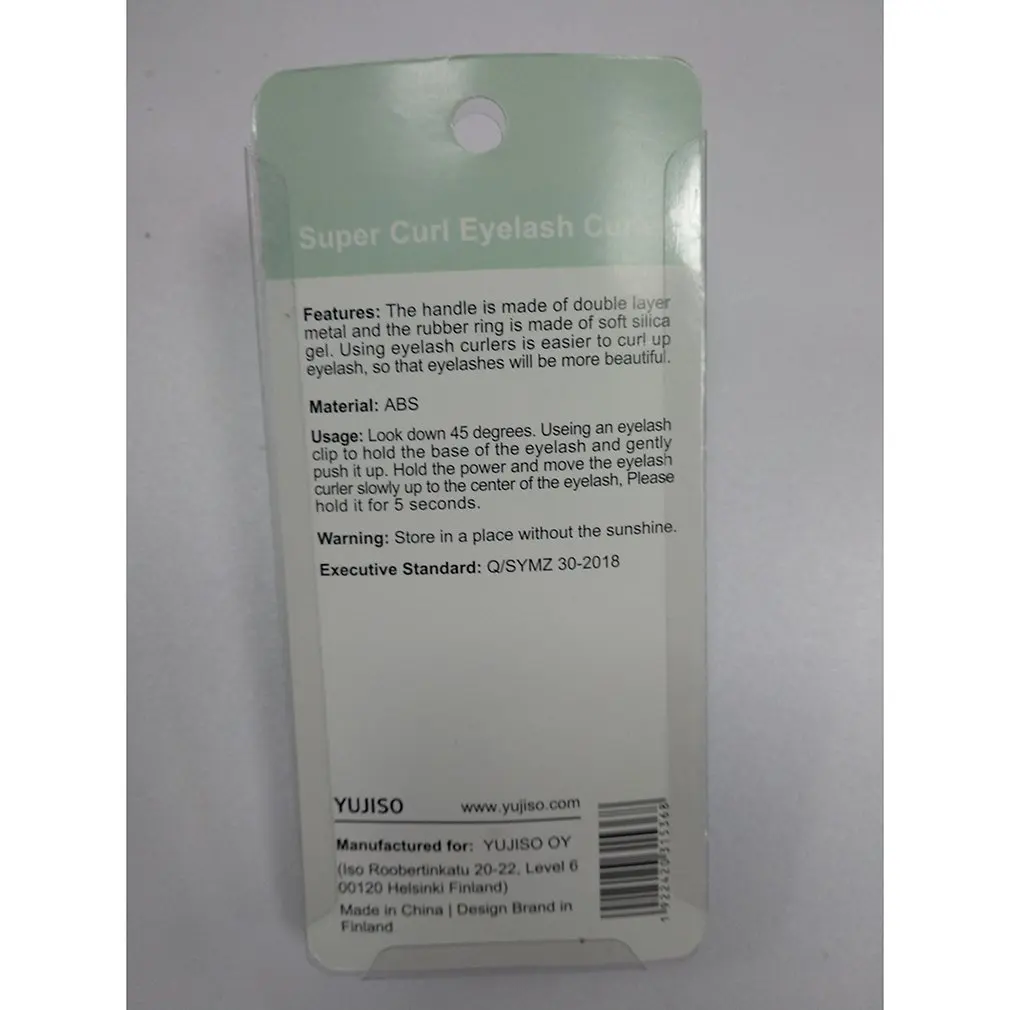 Super Curl Eyelash
Features: The handle is made of double layer
metal and the rubber ring is made of soft silica
gel. Using eyelash curlers is easier to curl up
eyelash, so that eyelashes will be more beautiful.
Material: ABS
Usage: Look down 45 degrees. Useing an eyelash
clip to hold the base of the eyelash and gently
push it up. Hold the power and move the eyelash
curler slowly up to the center of the eyelash, Please
hold it for 5 seconds.
Warning: Store in a place without the sunshine.
Executive Standard: Q/SYMZ 30-2018
YUJISO www.yujiso.com
Manufactured for: YUJISO OY
(Iso Roobertinkatu 20-22, Level 6
00120 Helsinki Finland)
Made in China | Design Brand in
Finland
1922420315368